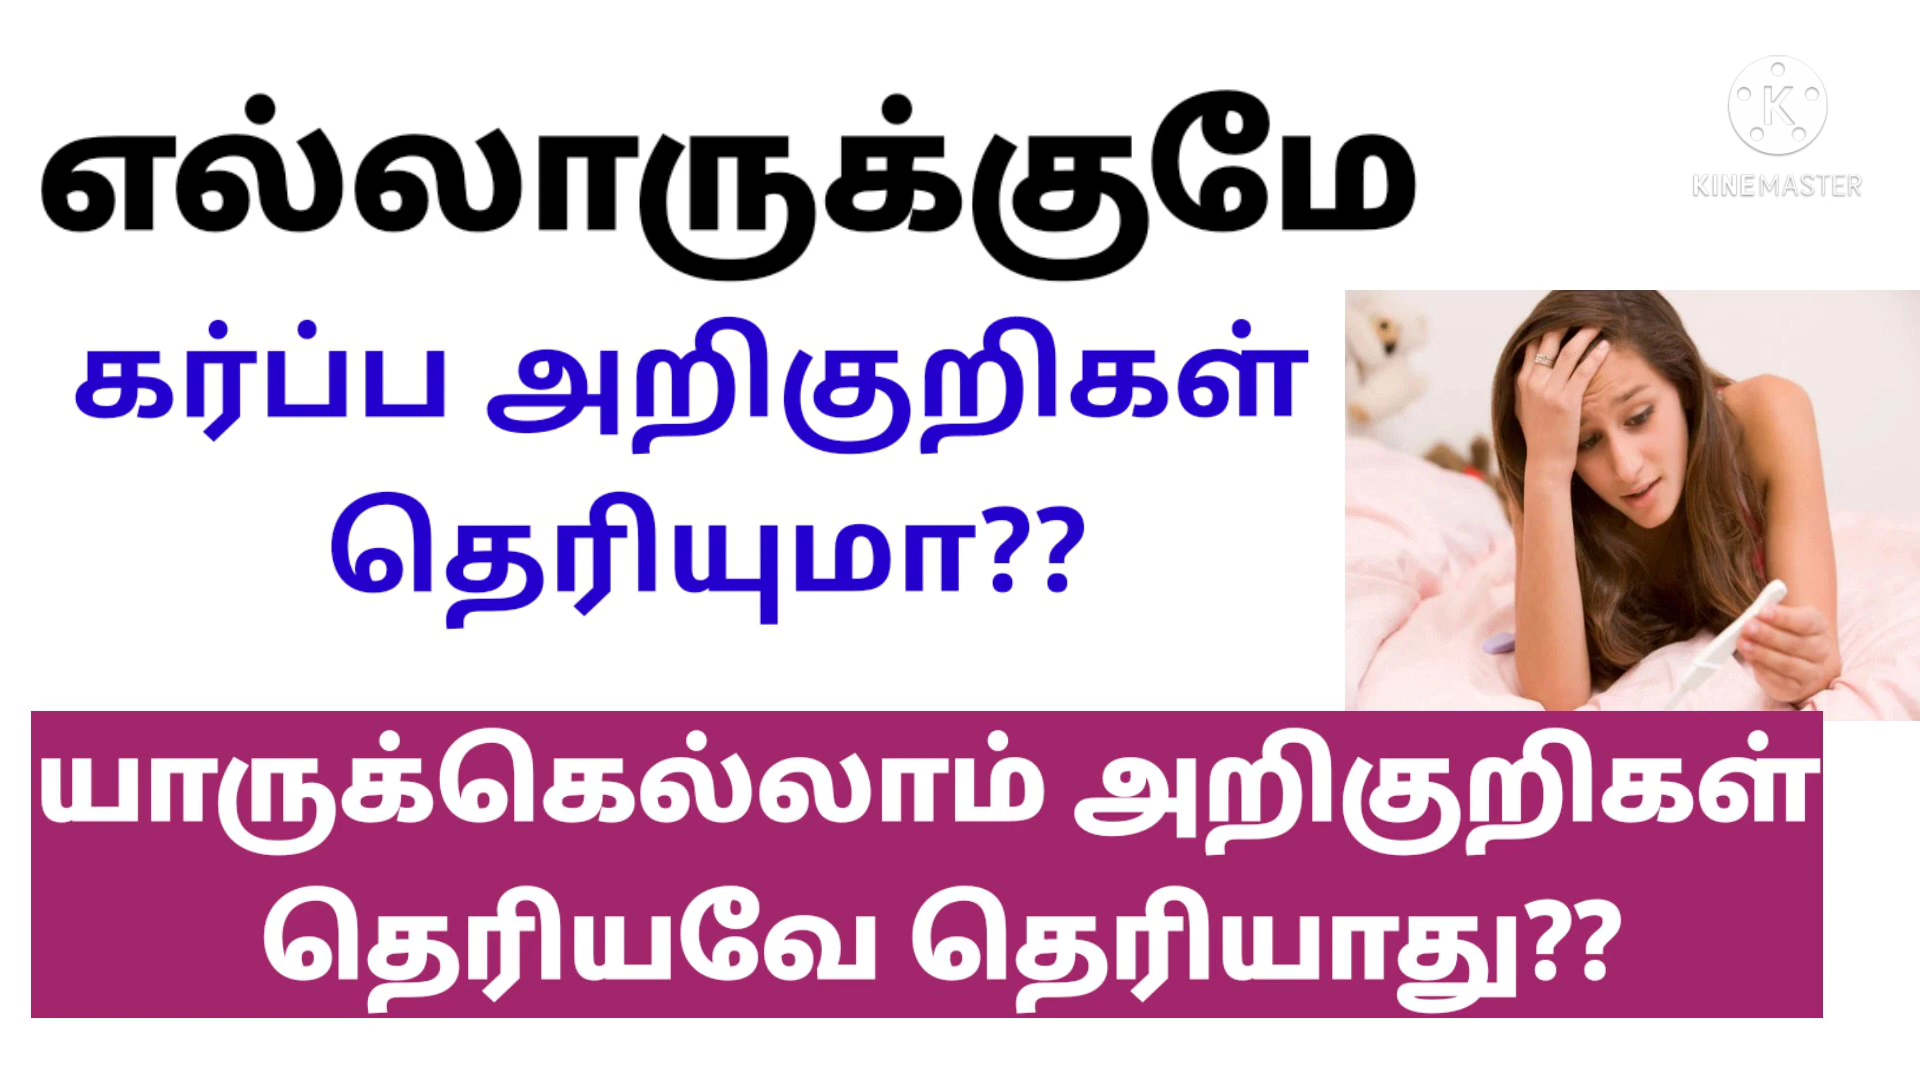 எல்லாருக்குமே
கர்ப்ப அறிகுறிகள்
தெரியுமா??
யாருக்கெல்லாம் அறிகுறிகள்
தெரியவே தெரியாது??
K
KINEMASTER